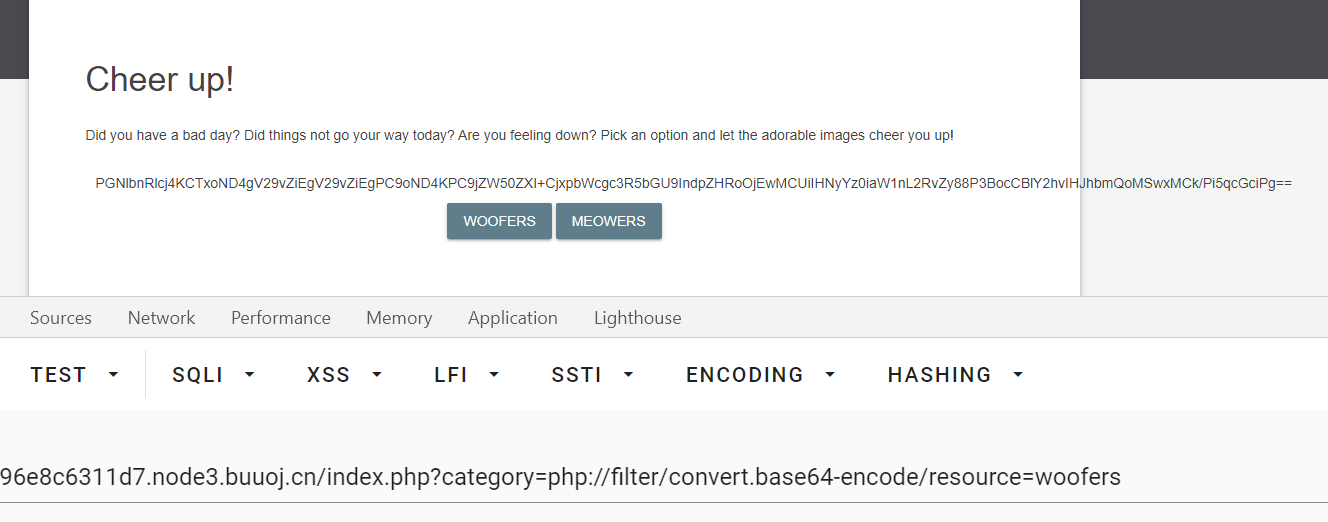 Cheer up!
Did you have a bad day? Did things not go your way today? Are you feeling down? Pick an option and let the adorable images cheer you up!
PGNlbnRlcj4KCTxoND4gV29vZiEgV29vZiEgPC9oND4KPC9jZW50ZXI+CjxpbWcgc3R5bGU9IndpZHRoOjEwMCUiIHNyYz0iaW1nL2RvZy88P3BocCBlY2hvIHJhbmQoMSwxMCk/Pi5qcGciPg==
WOOFERS MEOWERS
Sources Network Performance Memory Application Lighthouse
TEST SQLI XSS LFI SSTI ENCODING HASHING
96e8c6311d7.node3.buuoj.cn/index.php?category=php://filter/convert.base64-encode/resource=woofers